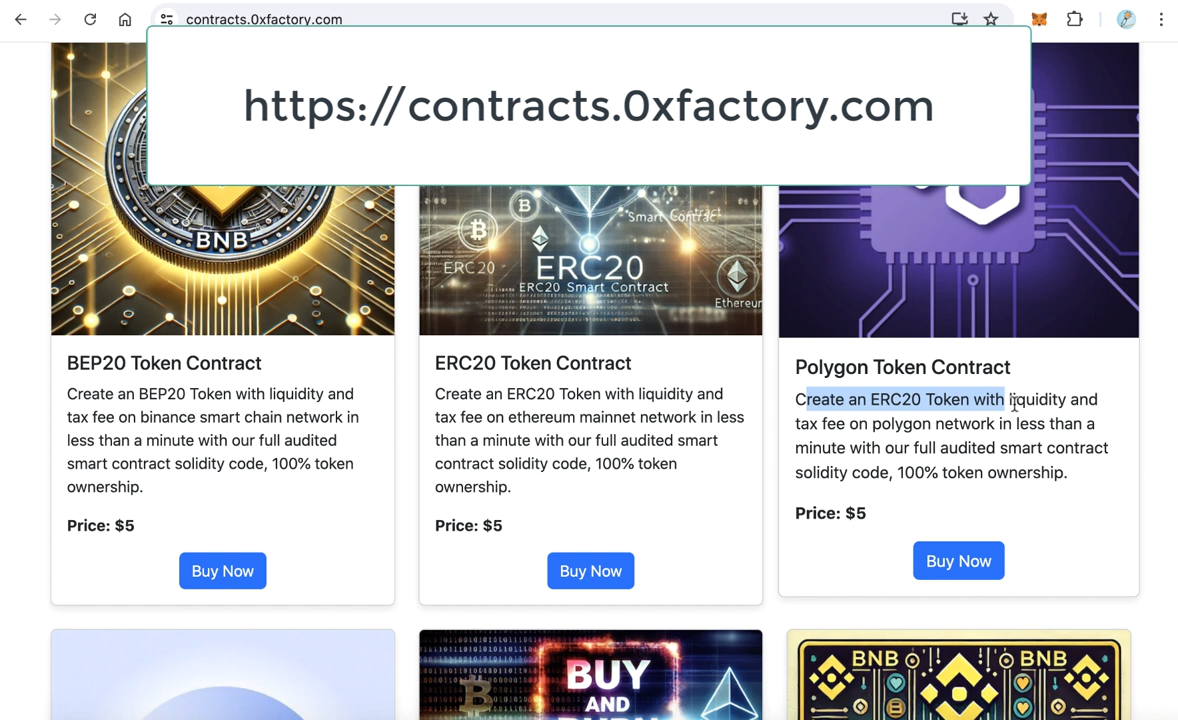 contracts.0xfactory.com
https://contracts.0xfactory.com
BNB
Smart Contract
ERC20
ERC20
ERC20 Smart Contract
BEP20 Token Contract
Create an BEP20 Token with liquidity and
tax fee on binance smart chain network in
less than a minute with our full audited
smart contract solidity code, 100% token
ownership.
Price: $5
Buy Now
ERC20 Token Contract
Create an ERC20 Token with liquidity and
tax fee on ethereum mainnet network in less
than a minute with our full audited smart
contract solidity code, 100% token
ownership.
Price: $5
Buy Now
Polygon Token Contract
Create an ERC20 Token with liquidity and
tax fee on polygon network in less than a
minute with our full audited smart contract
solidity code, 100% token ownership.
Price: $5
Buy Now
BUY
AND
BNB
BNB